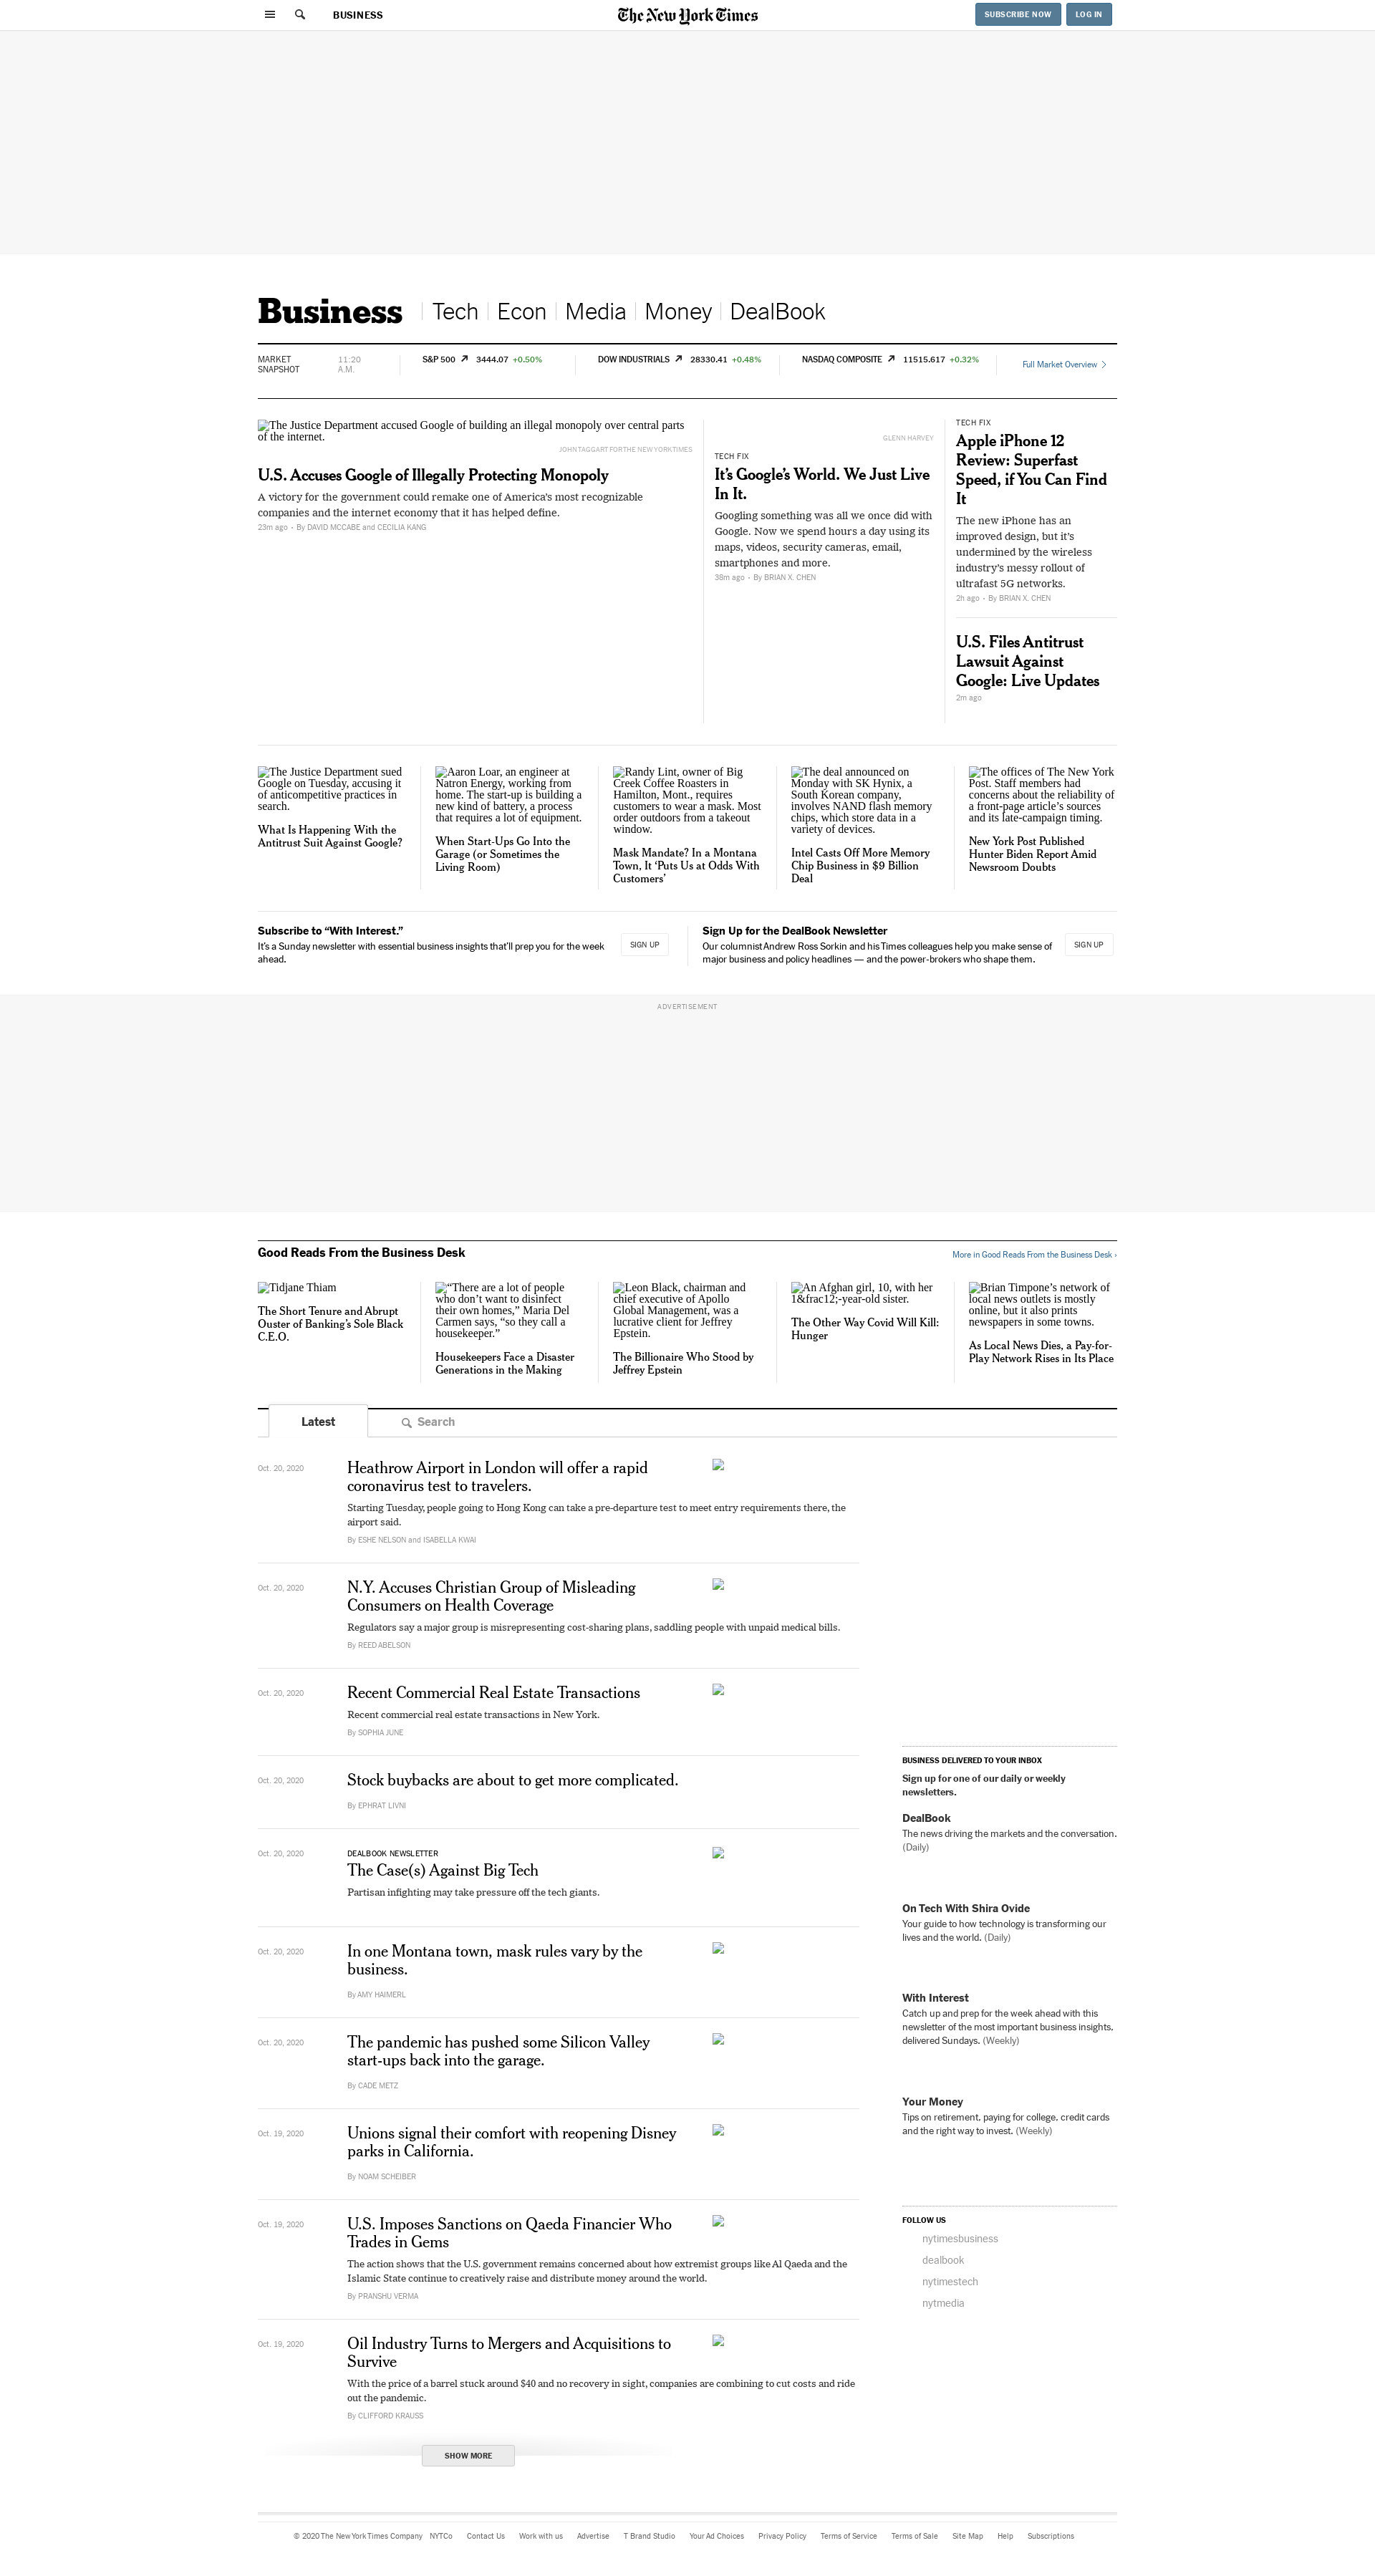 BUSINESS
The New York Times
SUBSCRIBE NOW
LOG IN
Business
Tech
Econ
Media
Money
DealBook
MARKET
SNAPSHOT
11:20
A.M.
S&P 500 3444.07 +0.50%
DOW INDUSTRIALS 28330.41 +0.48%
NASDAQ COMPOSITE 11515.617 +0.32%
Full Market Overview
The Justice Department accused Google of building an illegal monopoly over central parts
of the internet.
JOHN TAGGART FOR THE NEW YORK TIMES
U.S. Accuses Google of Illegally Protecting Monopoly
A victory for the government could remake one of America’s most recognizable
companies and the internet economy that it has helped define.
23m ago - By DAVID MCCABE and CECILIA KANG
GLENN HARVEY
TECH FIX
It’s Google’s World. We Just Live
In It.
Googling something was all we once did with
Google. Now we spend hours a day using its
maps, videos, security cameras, email,
smartphones and more.
38m ago - By BRIAN X. CHEN
TECH FIX
Apple iPhone 12
Review: Superfast
Speed, if You Can Find
It
The new iPhone has an
improved design, but it’s
undermined by the wireless
industry’s messy rollout of
ultrafast 5G networks.
2h ago - By BRIAN X. CHEN
U.S. Files Antitrust
Lawsuit Against
Google: Live Updates
2m ago
The Justice Department sued
Google on Tuesday, accusing it
of anticompetitive practices in
search.
What Is Happening With the
Antitrust Suit Against Google?
Aaron Loar, an engineer at
Natron Energy, working from
home. The start-up is building a
new kind of battery, a process
that requires a lot of equipment.
When Start-Ups Go Into the
Garage (or Sometimes the
Living Room)
Randy Lint, owner of Big
Creek Coffee Roasters in
Hamilton, Mont., requires
customers to wear a mask. Most
order outdoors from a takeout
window.
Mask Mandate? In a Montana
Town, It ‘Puts Us at Odds With
Customers’
The deal announced on
Monday with SK Hynix, a
South Korean company,
involves NAND flash memory
chips, which store data in a
variety of devices.
Intel Casts Off More Memory
Chip Business in $9 Billion
Deal
The offices of The New York
Post. Staff members had
concerns about the reliability of
a front-page article’s sources
and its late-campaign timing.
New York Post Published
Hunter Biden Report Amid
Newsroom Doubts
Subscribe to “With Interest.”
It’s a Sunday newsletter with essential business insights that’ll prep you for the week
ahead.
SIGN UP
Sign Up for the DealBook Newsletter
Our columnist Andrew Ross Sorkin and his Times colleagues help you make sense of
major business and policy headlines — and the power-brokers who shape them.
SIGN UP
ADVERTISEMENT
Good Reads From the Business Desk
More in Good Reads From the Business Desk ›
Tidjane Thiam
The Short Tenure and Abrupt
Ouster of Banking’s Sole Black
C.E.O.
“There are a lot of people
who don’t want to disinfect
their own homes,” Maria Del
Carmen says, “so they call a
housekeeper.”
Housekeepers Face a Disaster
Generations in the Making
Leon Black, chairman and
chief executive of Apollo
Global Management, was a
lucrative client for Jeffrey
Epstein.
The Billionaire Who Stood by
Jeffrey Epstein
An Afghan girl, 10, with her
1&frac12;-year-old sister.
The Other Way Covid Will Kill:
Hunger
Brian Timpone’s network of
local news outlets is mostly
online, but it also prints
newspapers in some towns.
As Local News Dies, a Pay-for-
Play Network Rises in Its Place
Latest
Search
Oct. 20, 2020
Heathrow Airport in London will offer a rapid
coronavirus test to travelers.
Starting Tuesday, people going to Hong Kong can take a pre-departure test to meet entry requirements there, the
airport said.
By ESHE NELSON and ISABELLA KWAI
Oct. 20, 2020
N.Y. Accuses Christian Group of Misleading
Consumers on Health Coverage
Regulators say a major group is misrepresenting cost-sharing plans, saddling people with unpaid medical bills.
By REED ABELSON
Oct. 20, 2020
Recent Commercial Real Estate Transactions
Recent commercial real estate transactions in New York.
By SOPHIA JUNE
Oct. 20, 2020
Stock buybacks are about to get more complicated.
By EPHRAT LIVNI
Oct. 20, 2020
DEALBOOK NEWSLETTER
The Case(s) Against Big Tech
Partisan infighting may take pressure off the tech giants.
Oct. 20, 2020
In one Montana town, mask rules vary by the
business.
By AMY HAIMERL
Oct. 20, 2020
The pandemic has pushed some Silicon Valley
start-ups back into the garage.
By CADE METZ
Oct. 19, 2020
Unions signal their comfort with reopening Disney
parks in California.
By NOAM SCHEIBER
Oct. 19, 2020
U.S. Imposes Sanctions on Qaeda Financier Who
Trades in Gems
The action shows that the U.S. government remains concerned about how extremist groups like Al Qaeda and the
Islamic State continue to creatively raise and distribute money around the world.
By PRANSHU VERMA
Oct. 19, 2020
Oil Industry Turns to Mergers and Acquisitions to
Survive
With the price of a barrel stuck around $40 and no recovery in sight, companies are combining to cut costs and ride
out the pandemic.
By CLIFFORD KRAUSS
SHOW MORE
BUSINESS DELIVERED TO YOUR INBOX
Sign up for one of our daily or weekly
newsletters.
DealBook
The news driving the markets and the conversation.
(Daily)
On Tech With Shira Ovide
Your guide to how technology is transforming our
lives and the world. (Daily)
With Interest
Catch up and prep for the week ahead with this
newsletter of the most important business insights,
delivered Sundays. (Weekly)
Your Money
Tips on retirement, paying for college, credit cards
and the right way to invest. (Weekly)
FOLLOW US
nytimesbusiness
dealbook
nytimestech
nytmedia
© 2020 The New York Times Company NYTCo Contact Us Work with us Advertise T Brand Studio Your Ad Choices Privacy Policy Terms of Service Terms of Sale Site Map Help Subscriptions